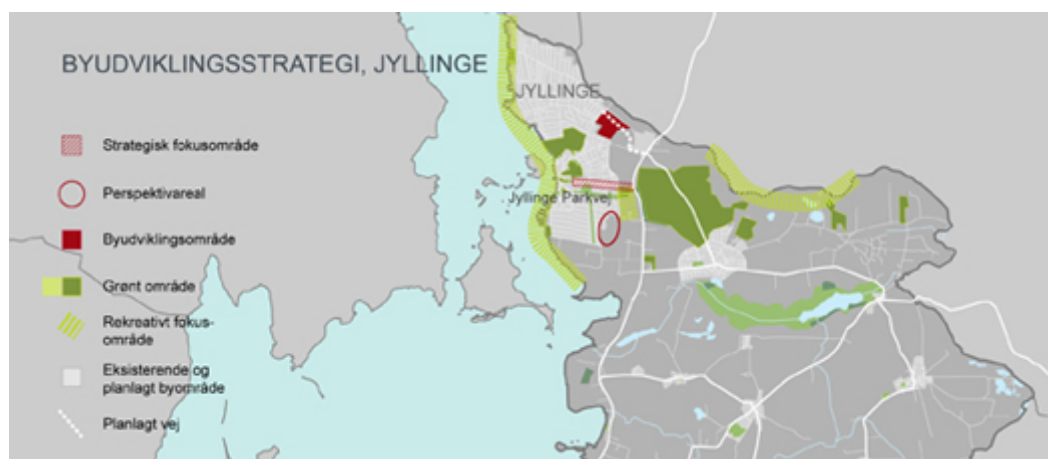 BYUDVIKLINGSSTRATEGI, JYLLINGE
JYLLINGE
Strategisk fokusområde
Jyllinge Parkvej
Perspektivareal
Byudviklingsområde
Grønt område
Rekreativt fokus-
område
Eksisterende og
planlagt byområde
Planlagt vej